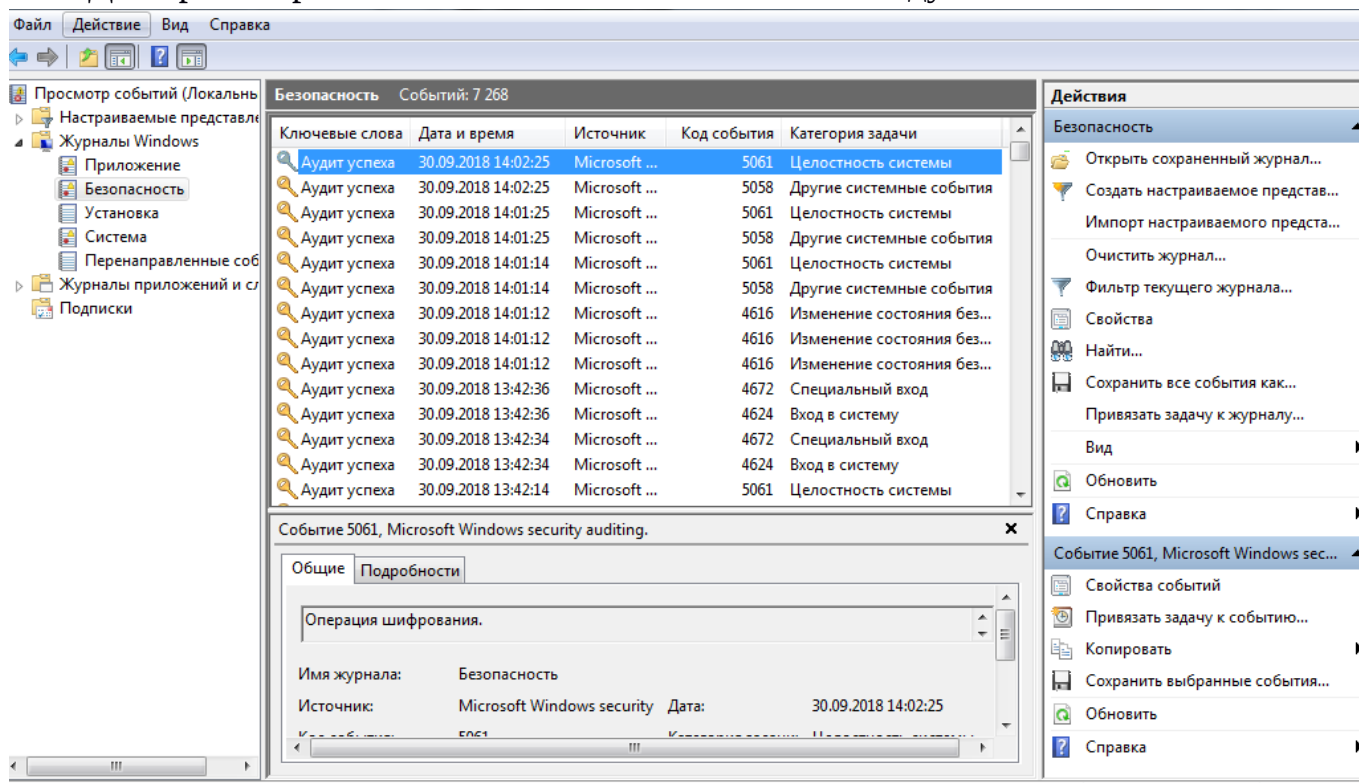 Файл Действие Вид Справка
Просмотр событий (Локальнь
Настраиваемые представле
Журналы Windows
Приложение
Безопасность
Установка
Система
Перенаправленные соб
Журналы приложений и сл
Подписки
Безопасность Событий: 7 268
Ключевые слова Дата и время Источник Код события Категория задачи
Аудит успеха 30.09.2018 14:02:25 Microsoft ... 5061 Целостность системы
Аудит успеха 30.09.2018 14:02:25 Microsoft ... 5058 Другие системные события
Аудит успеха 30.09.2018 14:01:25 Microsoft ... 5061 Целостность системы
Аудит успеха 30.09.2018 14:01:25 Microsoft ... 5058 Другие системные события
Аудит успеха 30.09.2018 14:01:14 Microsoft ... 5061 Целостность системы
Аудит успеха 30.09.2018 14:01:14 Microsoft ... 5058 Другие системные события
Аудит успеха 30.09.2018 14:01:12 Microsoft ... 4616 Изменение состояния без...
Аудит успеха 30.09.2018 14:01:12 Microsoft ... 4616 Изменение состояния без...
Аудит успеха 30.09.2018 14:01:12 Microsoft ... 4616 Изменение состояния без...
Аудит успеха 30.09.2018 13:42:36 Microsoft ... 4672 Специальный вход
Аудит успеха 30.09.2018 13:42:36 Microsoft ... 4624 Вход в систему
Аудит успеха 30.09.2018 13:42:34 Microsoft ... 4672 Специальный вход
Аудит успеха 30.09.2018 13:42:34 Microsoft ... 4624 Вход в систему
Аудит успеха 30.09.2018 13:42:14 Microsoft ... 5061 Целостность системы
Событие 5061, Microsoft Windows security auditing.
Общие Подробности
Операция шифрования.
Имя журнала: Безопасность
Источник: Microsoft Windows security Дата: 30.09.2018 14:02:25
Действия
Безопасность
Открыть сохраненный журнал...
Создать настраиваемое представ...
Импорт настраиваемого предста...
Очистить журнал...
Фильтр текущего журнала...
Свойства
Найти...
Сохранить все события как...
Привязать задачу к журналу...
Вид
Обновить
Справка
Событие 5061, Microsoft Windows sec...
Свойства событий
Привязать задачу к событию...
Копировать
Сохранить выбранные события...
Обновить
Справка